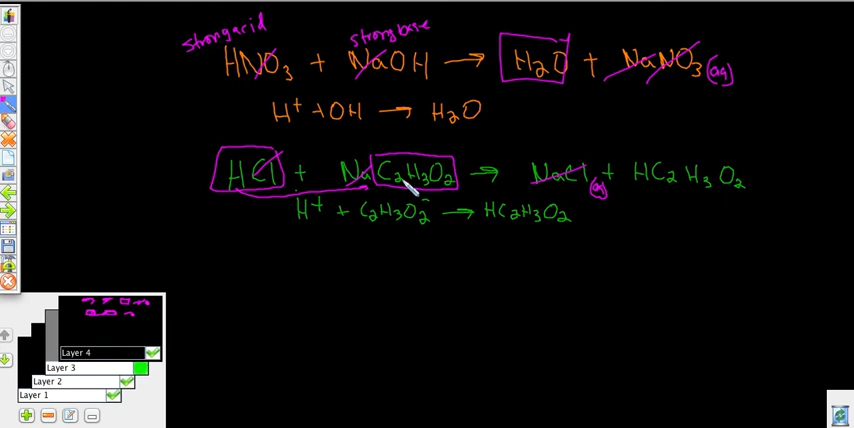 strong acid strong base
HNO3 + NaOH → H2O + NaNO3 (aq)
H+ + OH → H2O
HCl + NaC2H3O2 → NaCl (a) + HC2H3O2
H+ + C2H3O2- → HC2H3O2
Layer 4
Layer 3
Layer 2
Layer 1